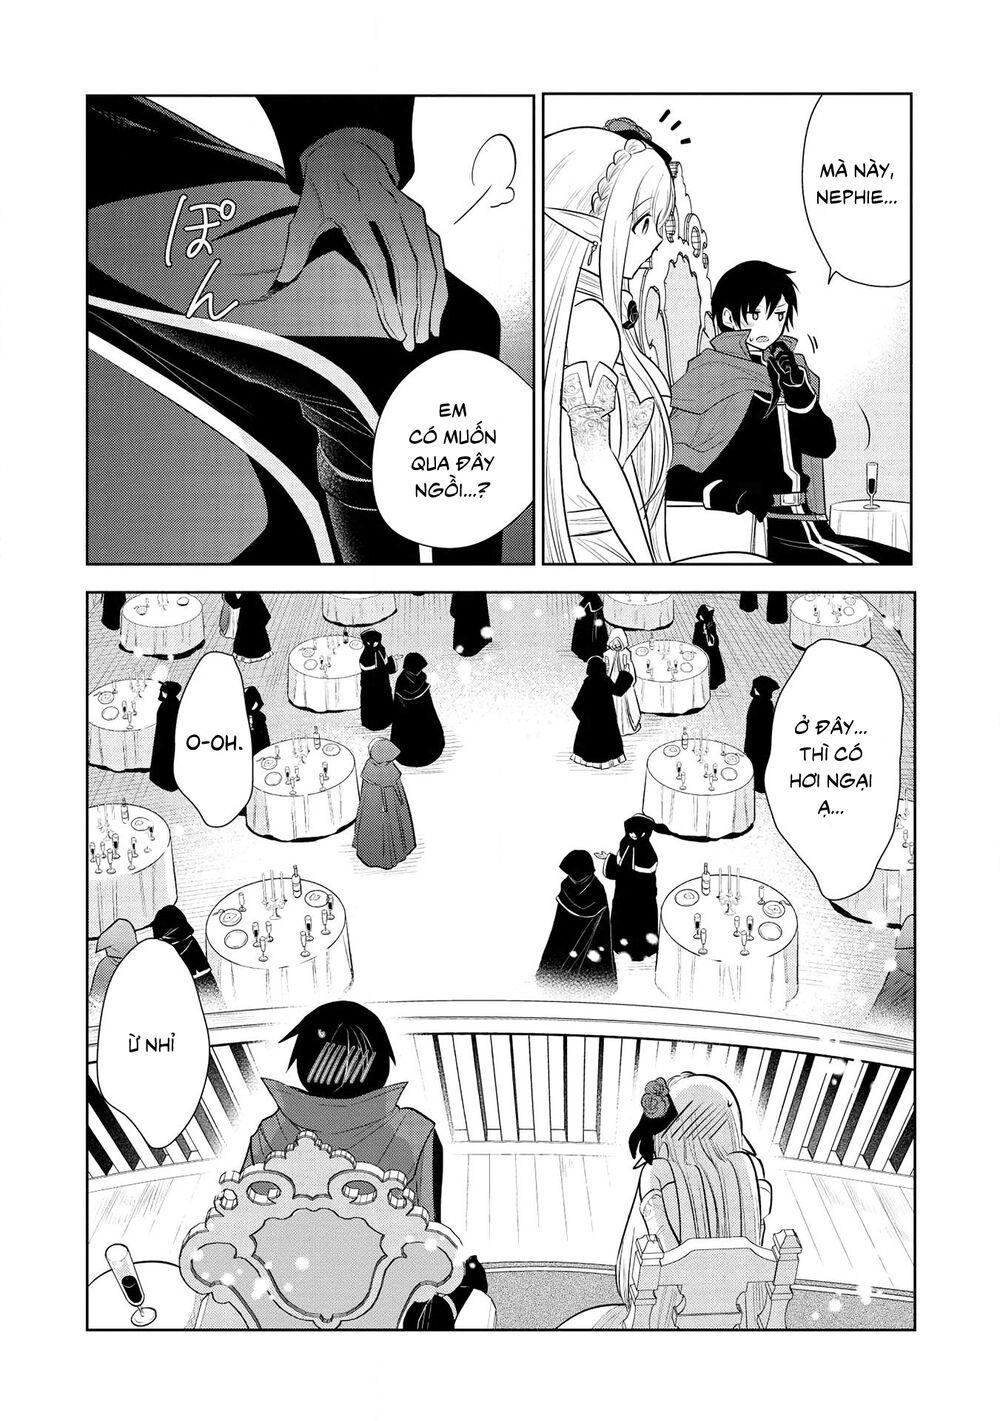 MÀ NÀY,
NEPHIE...
ぽん
EM
CÓ MUỐN
QUA ĐÂY
NGỒI...?
Ở ĐÂY...
THÌ CÓ
HƠI NGẠI
Ạ...
O-OH.
Ừ NHỈ